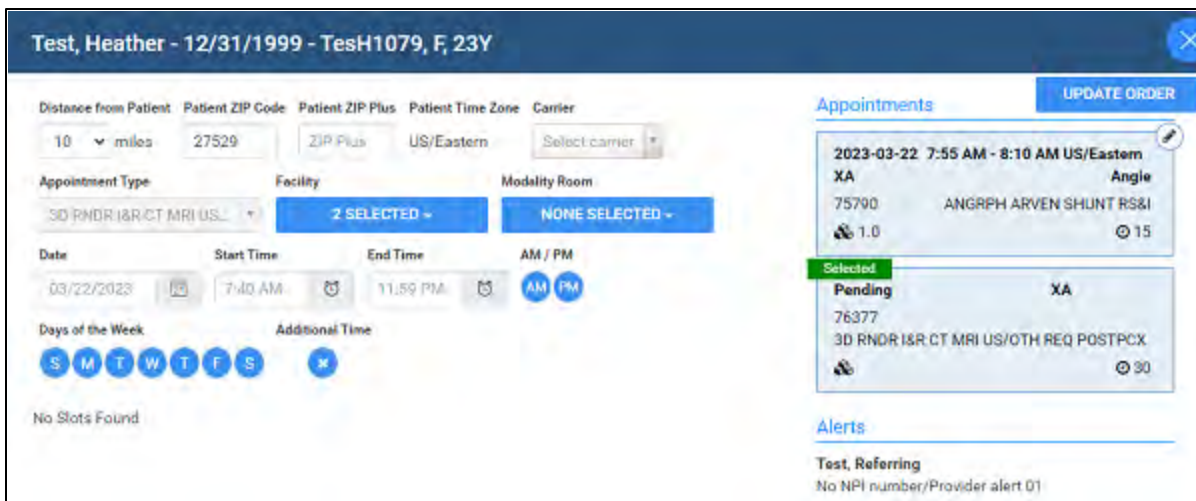 Test, Heather - 12/31/1999 - TesH1079, F, 23Y
UPDATE ORDER
Distance from Patient Patient ZIP Code Patient ZIP Plus Patient Time Zone Carrier
10 miles 27529 ZIP Plus US/Eastern Select carrier
Appointment Type Facility Modality Room
3D RNDR I&R CT MRI US... 2 SELECTED NONE SELECTED
Date Start Time End Time AM / PM
03/22/2023 7:40 AM 11:59 PM AM PM
Days of the Week Additional Time
S M T W T F S
No Slots Found
Appointments
2023-03-22 7:55 AM - 8:10 AM US/Eastern
XA Angie
75790 ANGRPH ARVEN SHUNT RS&I
1.0 15
Selected
Pending XA
76377
3D RNDR I&R CT MRI US/OTH REQ POSTPCX
30
Alerts
Test, Referring
No NPI number/Provider alert 01